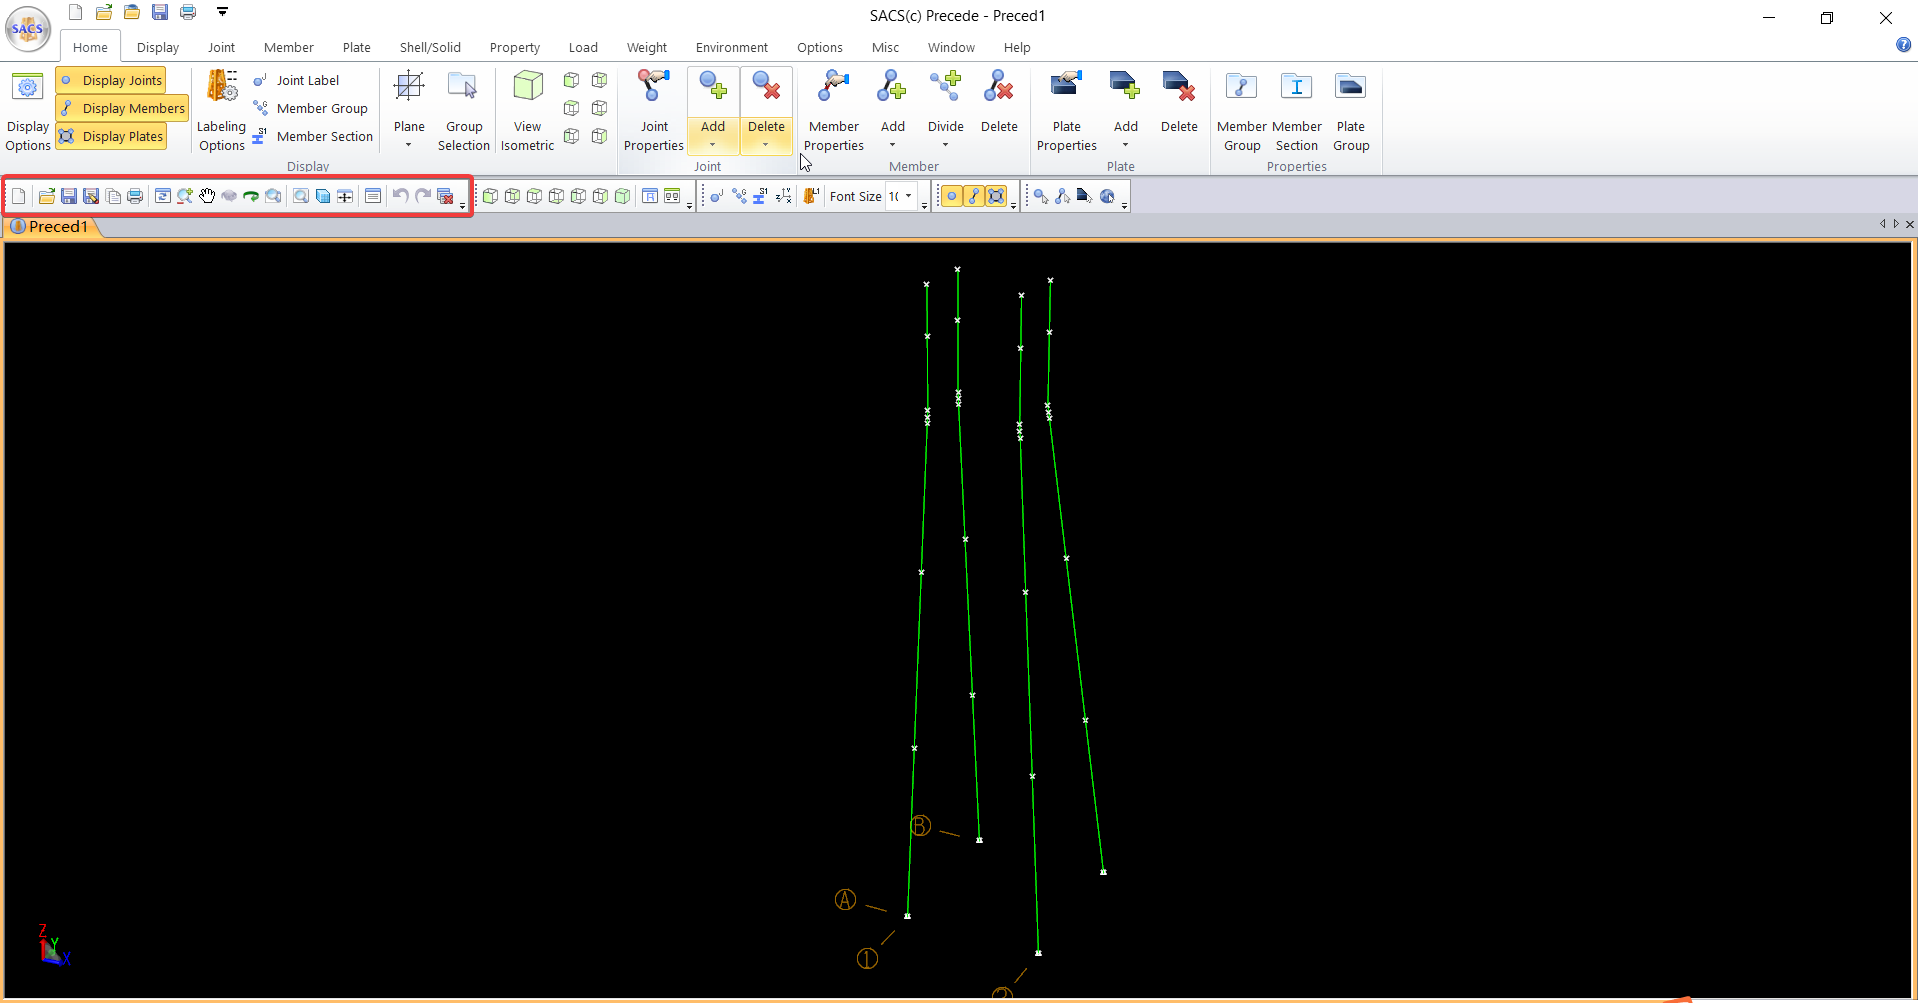 SACS
SACS(c) Precede - Preced1
Home Display Joint Member Plate Shell/Solid Property Load Weight Environment Options Misc Window Help
Display Options
Display Joints
Display Members
Display Plates
Labeling Options
Joint Label
Member Group
Member Section
Display
Plane
Group Selection
View Isometric
Joint Properties
Add
Delete
Joint
Member Properties
Add
Divide
Delete
Member
Plate Properties
Add
Delete
Plate
Member Group
Member Section
Plate Group
Properties
Font Size
Preced1
B
A
1
2
Z
Y
X